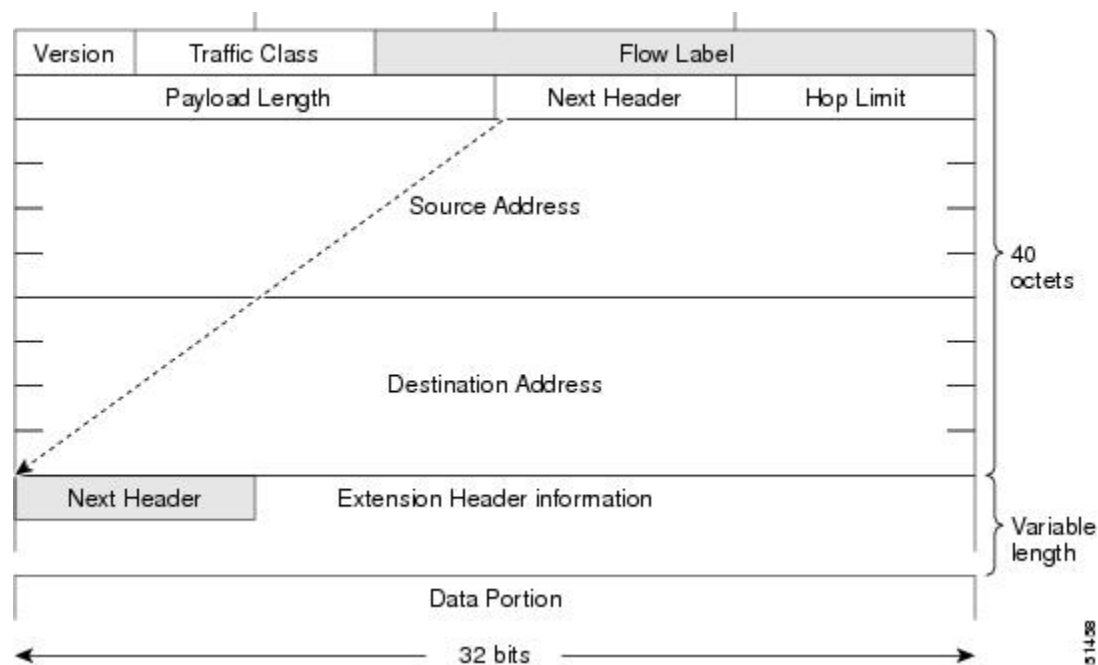 Version Traffic Class Flow Label
Payload Length Next Header Hop Limit
Source Address
40
octets
Destination Address
Next Header Extension Header information
Variable
length
Data Portion
32 bits
51458